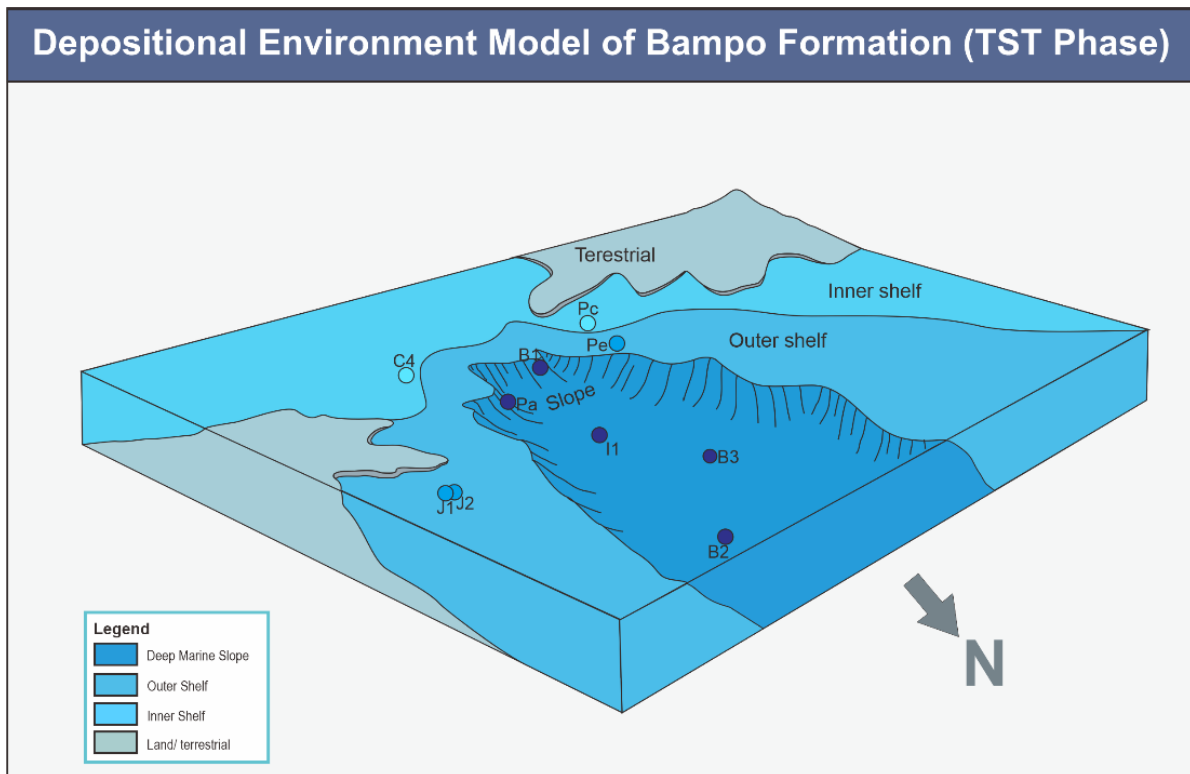 Depositional Environment Model of Bampo Formation (TST Phase)
Terestrial
Inner shelf
Pc
Outer shelf
Pe
B1
C4
Pa
Slope
I1
B3
J1
J2
B2
N
Legend
Deep Marine Slope
Outer Shelf
Inner Shelf
Land/ terrestrial